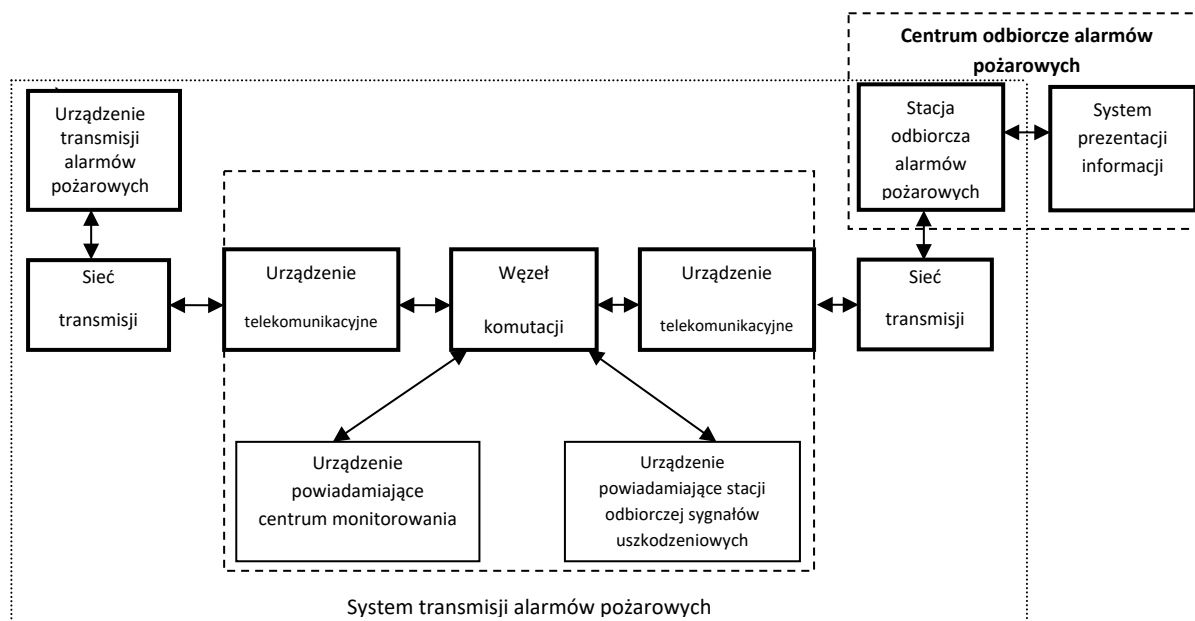 Centrum odbiorcze alarmów
pożarowych
Urządzenie
transmisji
alarmów
pożarowych
Stacja
odbiorcza
alarmów
pożarowych
System
prezentacji
informacji
Sieć
transmisji
Urządzenie
telekomunikacyjne
Węzeł
komutacji
Urządzenie
telekomunikacyjne
Sieć
transmisji
Urządzenie
powiadamiające
centrum monitorowania
Urządzenie
powiadamiające stacji
odbiorczej sygnałów
uszkodzeniowych
System transmisji alarmów pożarowych